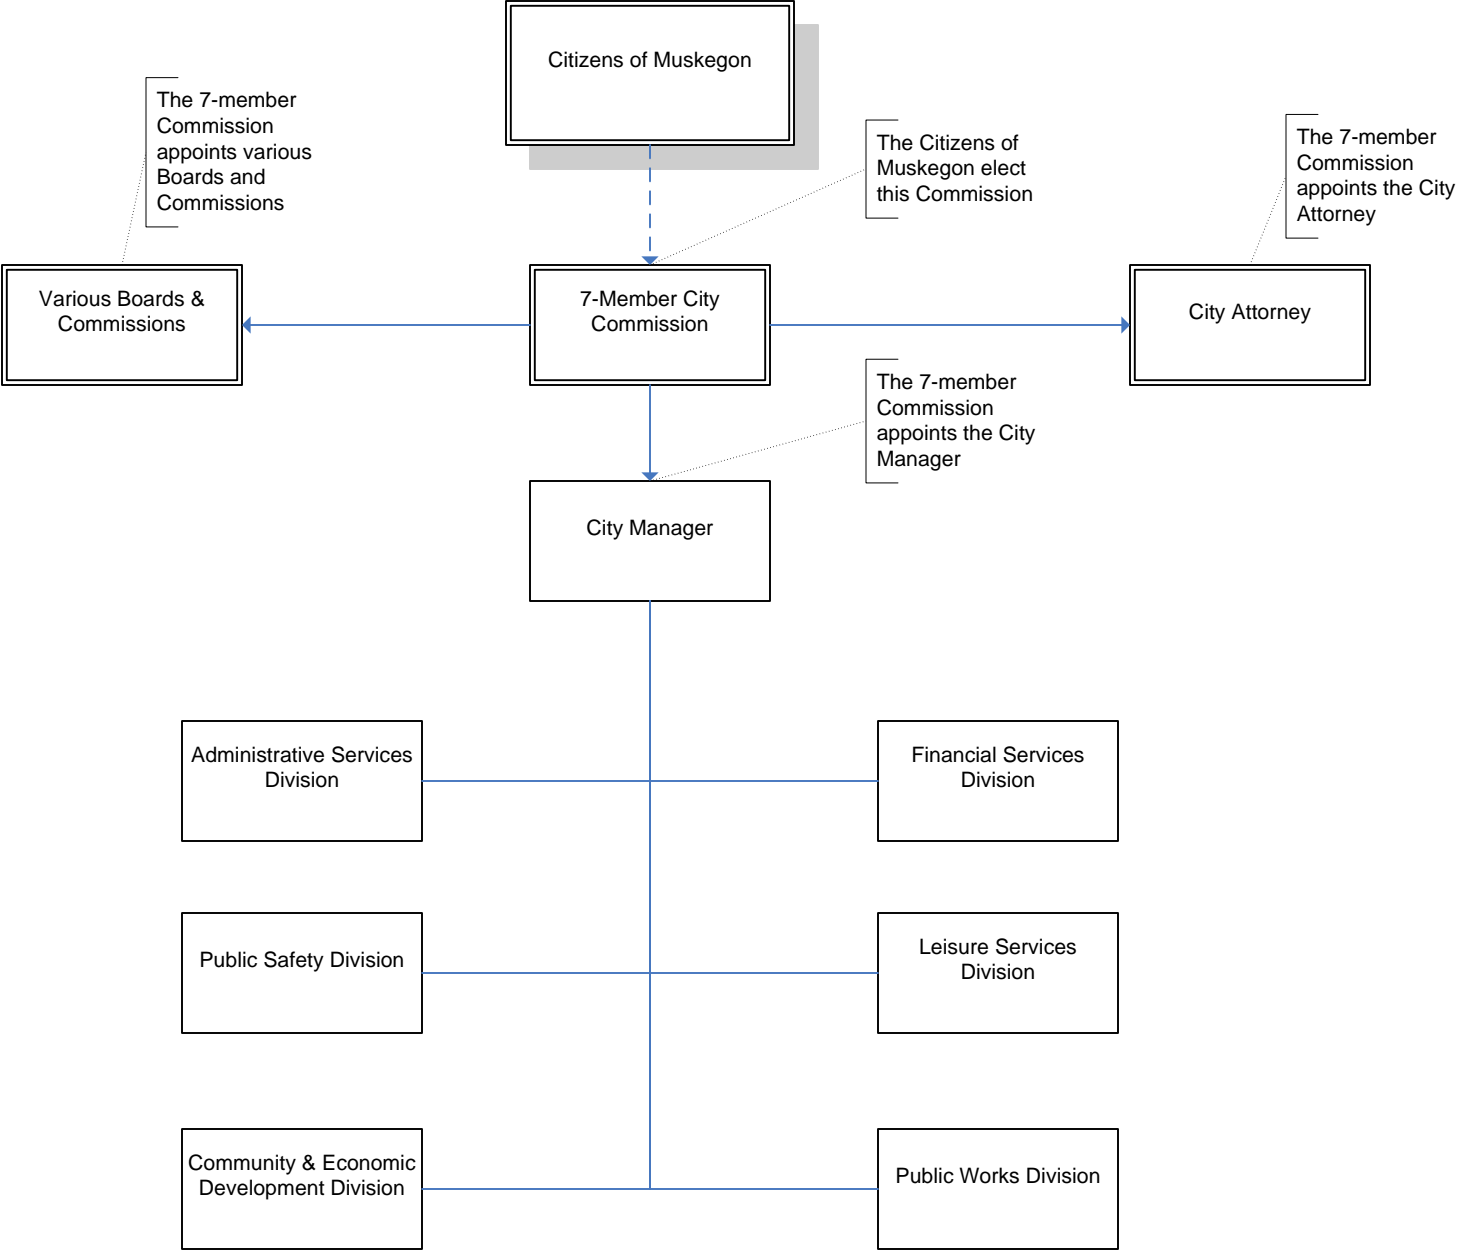 Citizens of Muskegon
The 7-member
Commission
appoints various
Boards and
Commissions
The Citizens of
Muskegon elect
this Commission
The 7-member
Commission
appoints the City
Attorney
Various Boards &
Commissions
7-Member City
Commission
City Attorney
The 7-member
Commission
appoints the City
Manager
City Manager
Administrative Services
Division
Financial Services
Division
Public Safety Division
Leisure Services
Division
Community & Economic
Development Division
Public Works Division